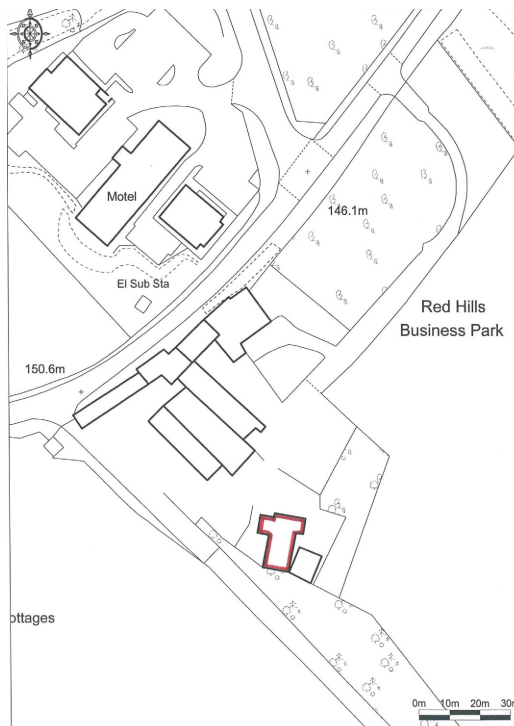 Motel
146.1m
El Sub Sta
Red Hills
Business Park
150.6m
ottages
0m 10m 20m 30m